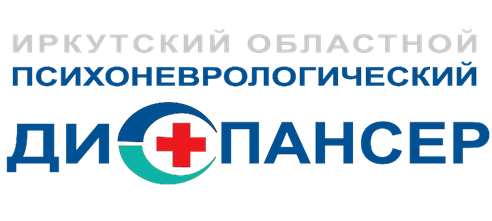 ИРКУТСКИЙ ОБЛАСТНОЙ
ПСИХОНЕВРОЛОГИЧЕСКИЙ
ДИСПАНСЕР